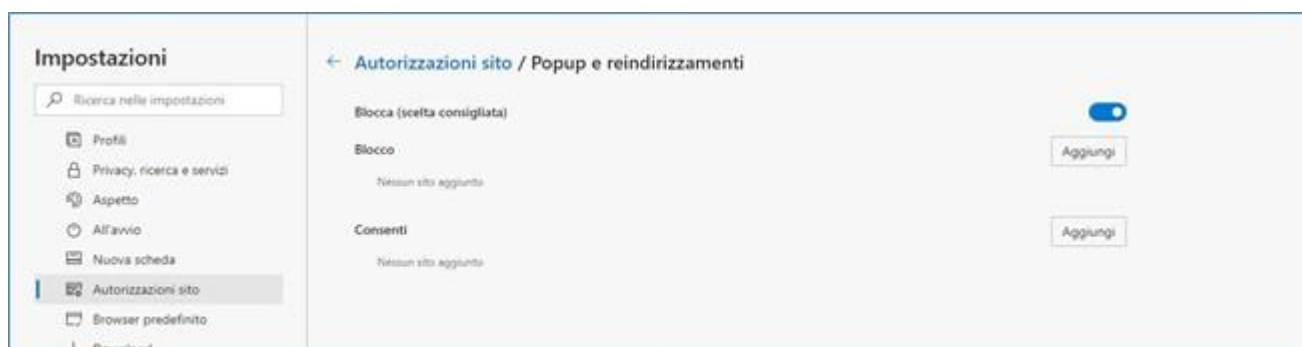 Impostazioni
Ricerca nelle impostazioni
Profili
Privacy, ricerca e servizi
Aspetto
All'avvio
Nuova scheda
Autorizzazioni sito
Browser predefinito
← Autorizzazioni sito / Popup e reindirizzamenti
Blocca (scelta consigliata)
Blocco
Aggiungi
Nessun sito aggiunto
Consenti
Aggiungi
Nessun sito aggiunto